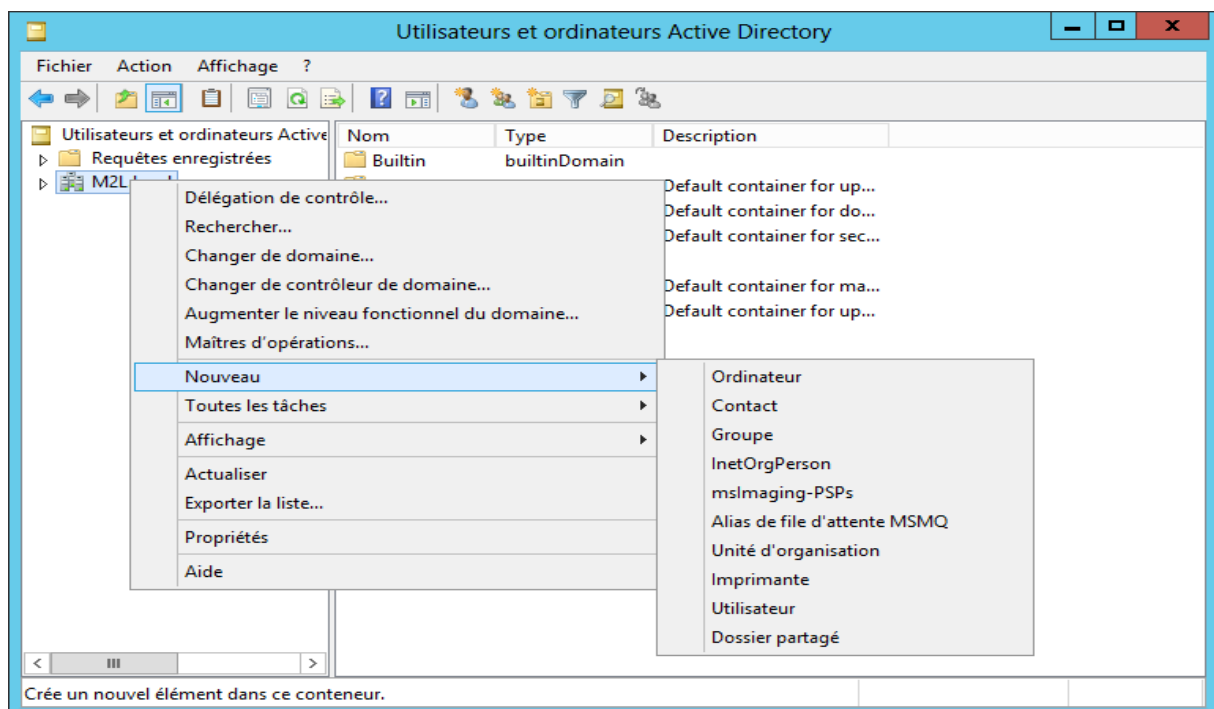 Utilisateurs et ordinateurs Active Directory
Fichier Action Affichage ?
Utilisateurs et ordinateurs Active
Requêtes enregistrées
M2L
Nom Type Description
Builtin builtinDomain
Default container for up...
Default container for do...
Default container for sec...
Default container for ma...
Default container for up...
Délégation de contrôle...
Rechercher...
Changer de domaine...
Changer de contrôleur de domaine...
Augmenter le niveau fonctionnel du domaine...
Maîtres d'opérations...
Nouveau
Toutes les tâches
Affichage
Actualiser
Exporter la liste...
Propriétés
Aide
Ordinateur
Contact
Groupe
InetOrgPerson
msImaging-PSPs
Alias de file d'attente MSMQ
Unité d'organisation
Imprimante
Utilisateur
Dossier partagé
Crée un nouvel élément dans ce conteneur.